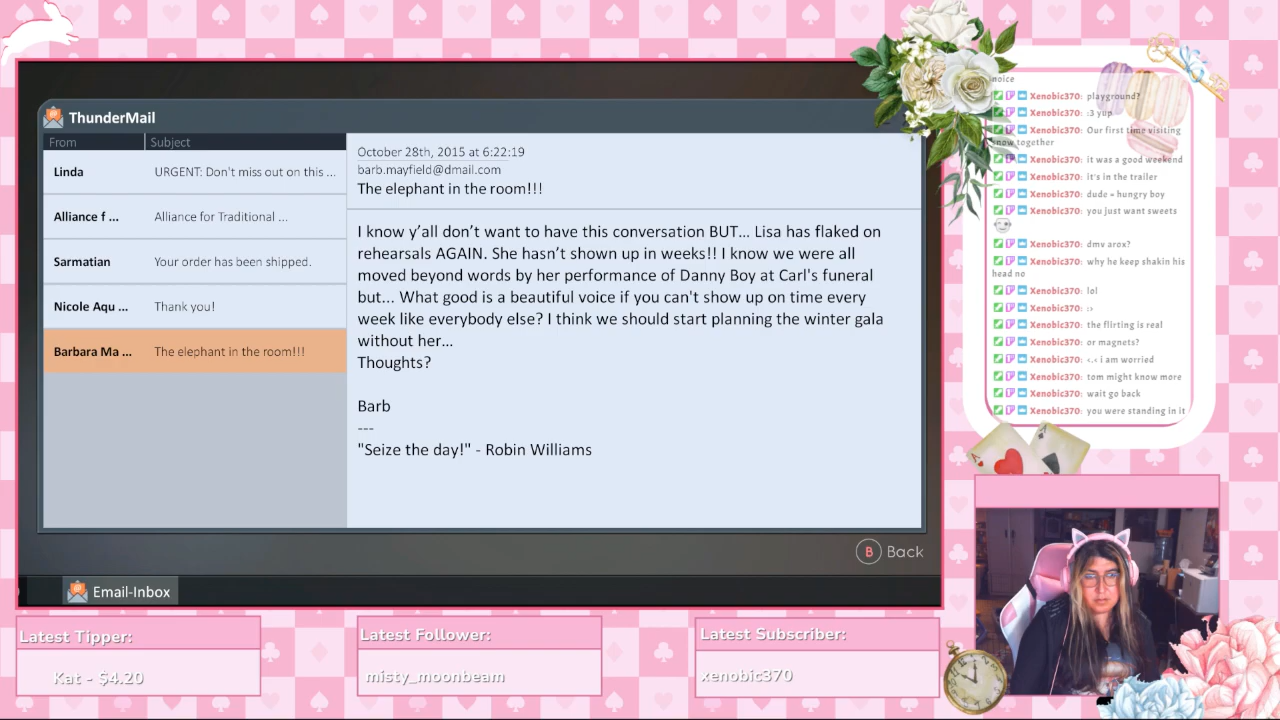 ThunderMail
From Subject
Linda URGENT: Don't miss out on this ...
Alliance f ... Alliance for Traditional ...
Sarmatian Your order has been shipped.
Nicole Aqu ... Thank you!
Barbara Ma ... The elephant in the room!!!
October 28th, 2015 at 6:22:19
barb.mayfield@dmail.com
The elephant in the room!!!
I know y'all don't want to have this conversation BUT... Lisa has flaked on
rehearsals AGAIN. She hasn't shown up in weeks!! I know we were all
moved beyond words by her performance of Danny Boy at Carl's funeral
but... What good is a beautiful voice if you can't show up on time every
week like everybody else? I think we should start planning the winter gala
without her...
Thoughts?
Barb
---
"Seize the day!" - Robin Williams
B Back
Email-Inbox
noice
Xenobic370: playground?
Xenobic370: :3 yup
Xenobic370: Our first time visiting
snow together
Xenobic370: it was a good weekend
Xenobic370: it's in the trailer
Xenobic370: dude = hungry boy
Xenobic370: you just want sweets
Xenobic370: dmv arox?
Xenobic370: why he keep shakin his
head no
Xenobic370: lol
Xenobic370: :>
Xenobic370: the flirting is real
Xenobic370: or magnets?
Xenobic370: <.< i am worried
Xenobic370: tom might know more
Xenobic370: wait go back
Xenobic370: you were standing in it
Latest Tipper:
Kat - $4.20
Latest Follower:
misty_moonbeam
Latest Subscriber:
xenobic370